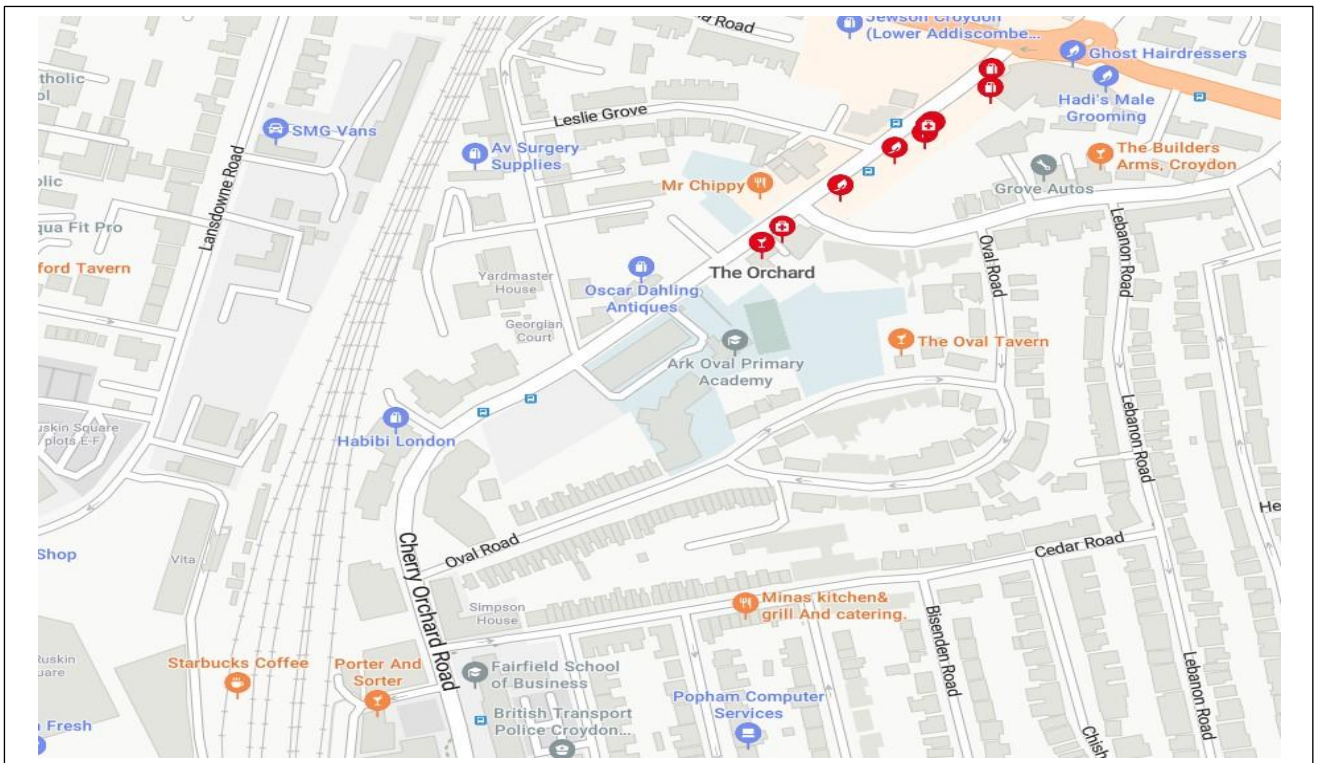 Jewson Croydon
(Lower Addiscombe...
Road
Ghost Hairdressers
Hadi's Male
Grooming
tholic
Leslie Grove
SMG Vans
Av Surgery
Supplies
The Builders
Arms, Croydon
Mr Chippy
Grove Autos
olic
qua Fit Pro
Lansdowne Road
ford Tavern
Yardmaster
House
The Orchard
Oval Road
Lebanon Road
Oscar Dahling
Antiques
Georgian
Court
The Oval Tavern
Ark Oval Primary
Academy
Habibi London
uskin Square
plots E-F
Lebanon Road
He
Shop
Vita
Cherry Orchard Road
Oval Road
Cedar Road
Simpson
House
Minas kitchen&
grill And catering.
Bisenden Road
Ruskin
uare
Starbucks Coffee
Porter And
Sorter
Fairfield School
of Business
Lebanon Road
Popham Computer
Services
British Transport
Police Croydon...
Fresh
Chish